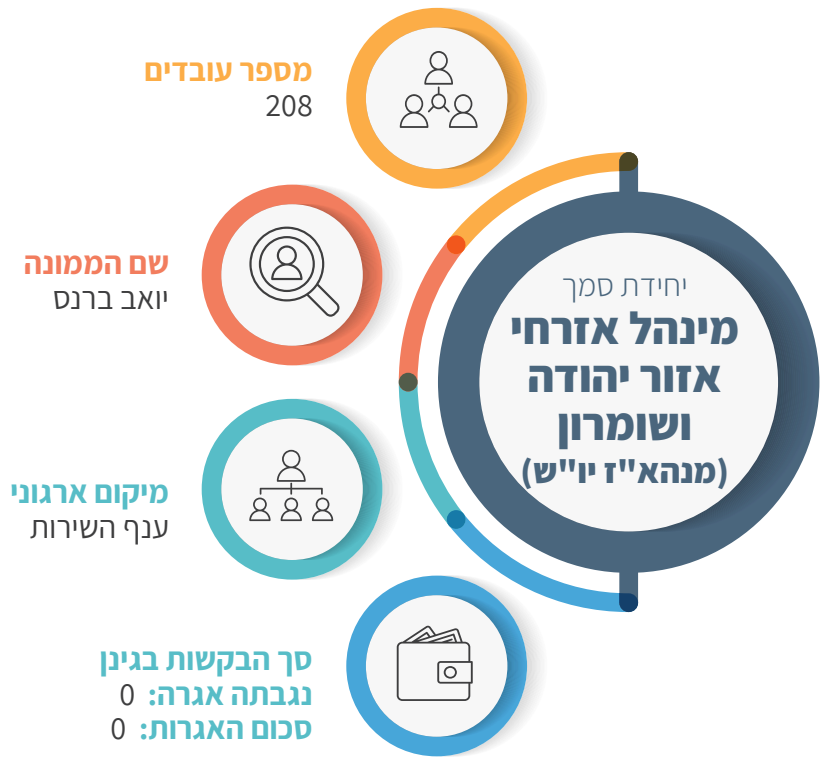 יחידת סמך
מינהל אזרחי
אזור יהודה
ושומרון
(מנהא"ז יו"ש)
מספר עובדים
208
שם הממונה
יואב ברנס
מיקום ארגוני
ענף השירות
סך הבקשות בגינן
נגבתה אגרה: 0
סכום האגרות: 0